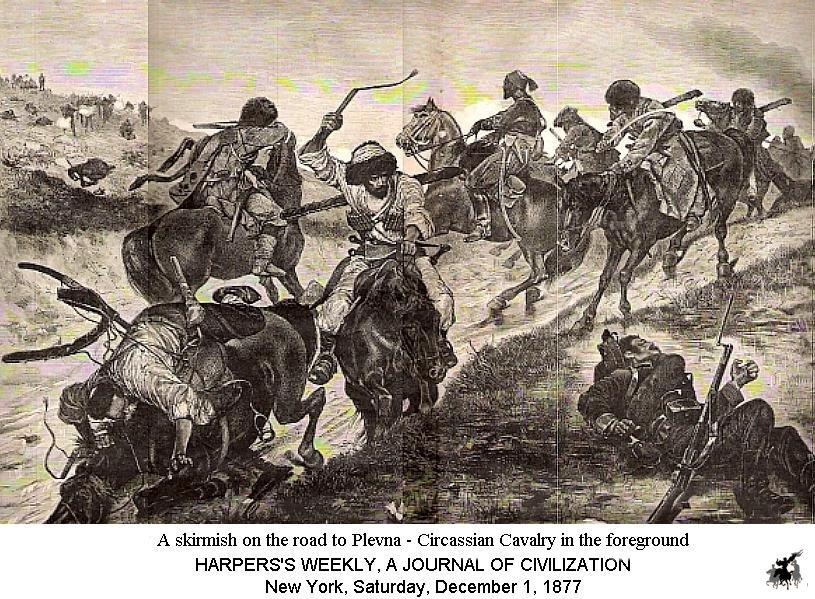 A skirmish on the road to Plevna - Circassian Cavalry in the foreground
HARPERS'S WEEKLY, A JOURNAL OF CIVILIZATION
New York, Saturday, December 1, 1877